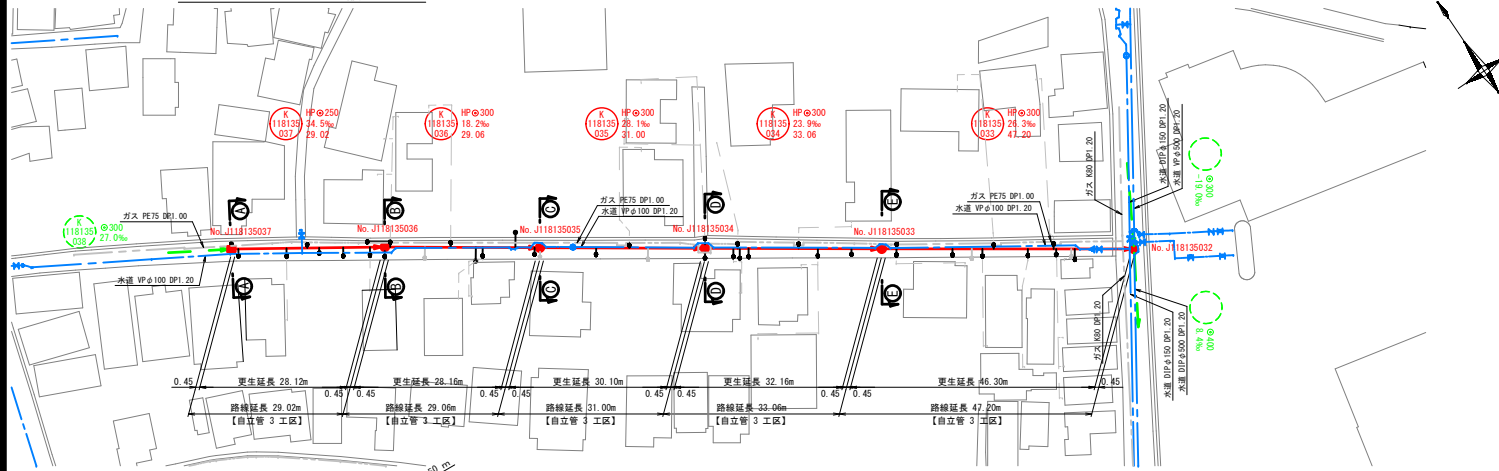 K
118135
037
HP⊚250
34.5‰
29.02
K
118135
036
HP⊚300
18.2‰
29.06
K
118135
035
HP⊚300
28.1‰
31.00
K
118135
034
HP⊚300
23.9‰
33.06
K
118135
033
HP⊚300
26.3‰
47.20
K
118135
038
⊚300
27.0‰
ガス PE75 DP1.00
水道 VPφ100 DP1.20
No. J118135037
No. J118135036
No. J118135035
ガス PE75 DP1.00
水道 VPφ100 DP1.20
No. J118135034
No. J118135033
ガス PE75 DP1.00
水道 VPφ100 DP1.20
No. J118135032
ガス K80 DP1.20
水道 DIPφ150 DP1.20
水道 VPφ500 DP1.20
⊚300
-19.0‰
ガス K80 DP1.20
水道 DIPφ150 DP1.20
水道 DIPφ500 DP1.20
⊚400
8.4‰
A
B
C
D
E
A
B
C
D
E
0.45
更生延長 28.12m
0.45
0.45
更生延長 28.16m
0.45
0.45
更生延長 30.10m
0.45
0.45
更生延長 32.16m
0.45
0.45
更生延長 46.30m
0.45
路線延長 29.02m
【自立管 3 工区】
路線延長 29.06m
【自立管 3 工区】
路線延長 31.00m
【自立管 3 工区】
路線延長 33.06m
【自立管 3 工区】
路線延長 47.20m
【自立管 3 工区】